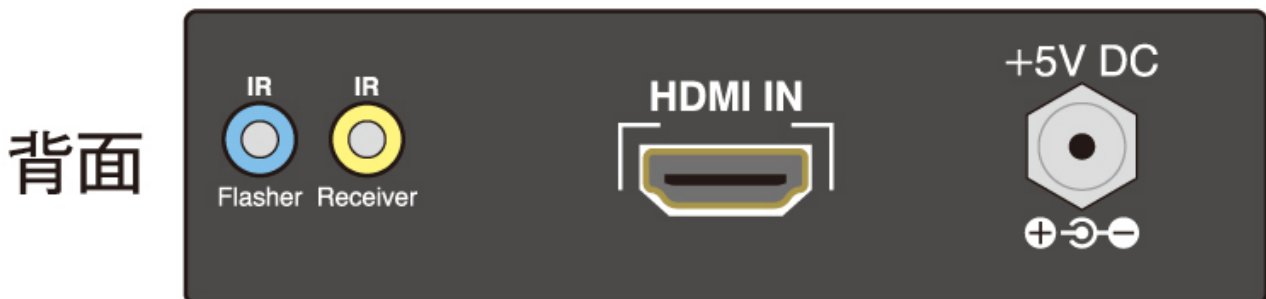 背面
IR
Flasher
IR
Receiver
HDMI IN
+5V DC